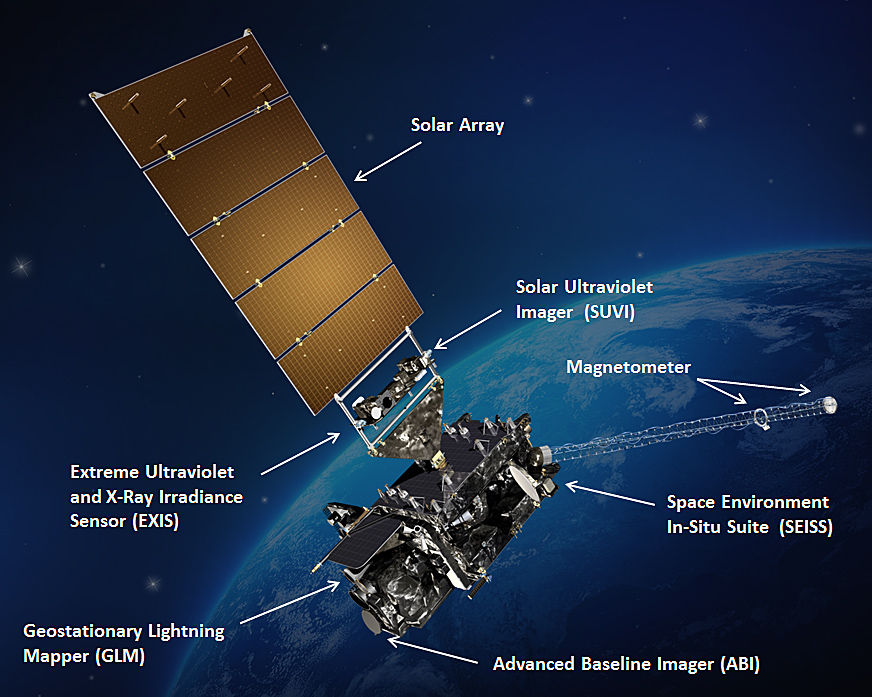 Solar Array
Solar Ultraviolet
Imager (SUVI)
Magnetometer
Extreme Ultraviolet
and X-Ray Irradiance
Sensor (EXIS)
Space Environment
In-Situ Suite (SEISS)
Geostationary Lightning
Mapper (GLM)
Advanced Baseline Imager (ABI)